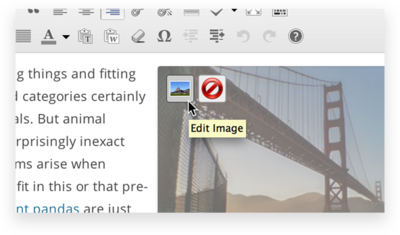 g things and fitting
d categories certainly
als. But animal
rprisingly inexact
ms arise when
fit in this or that pre-
nt pandas are just
Edit Image